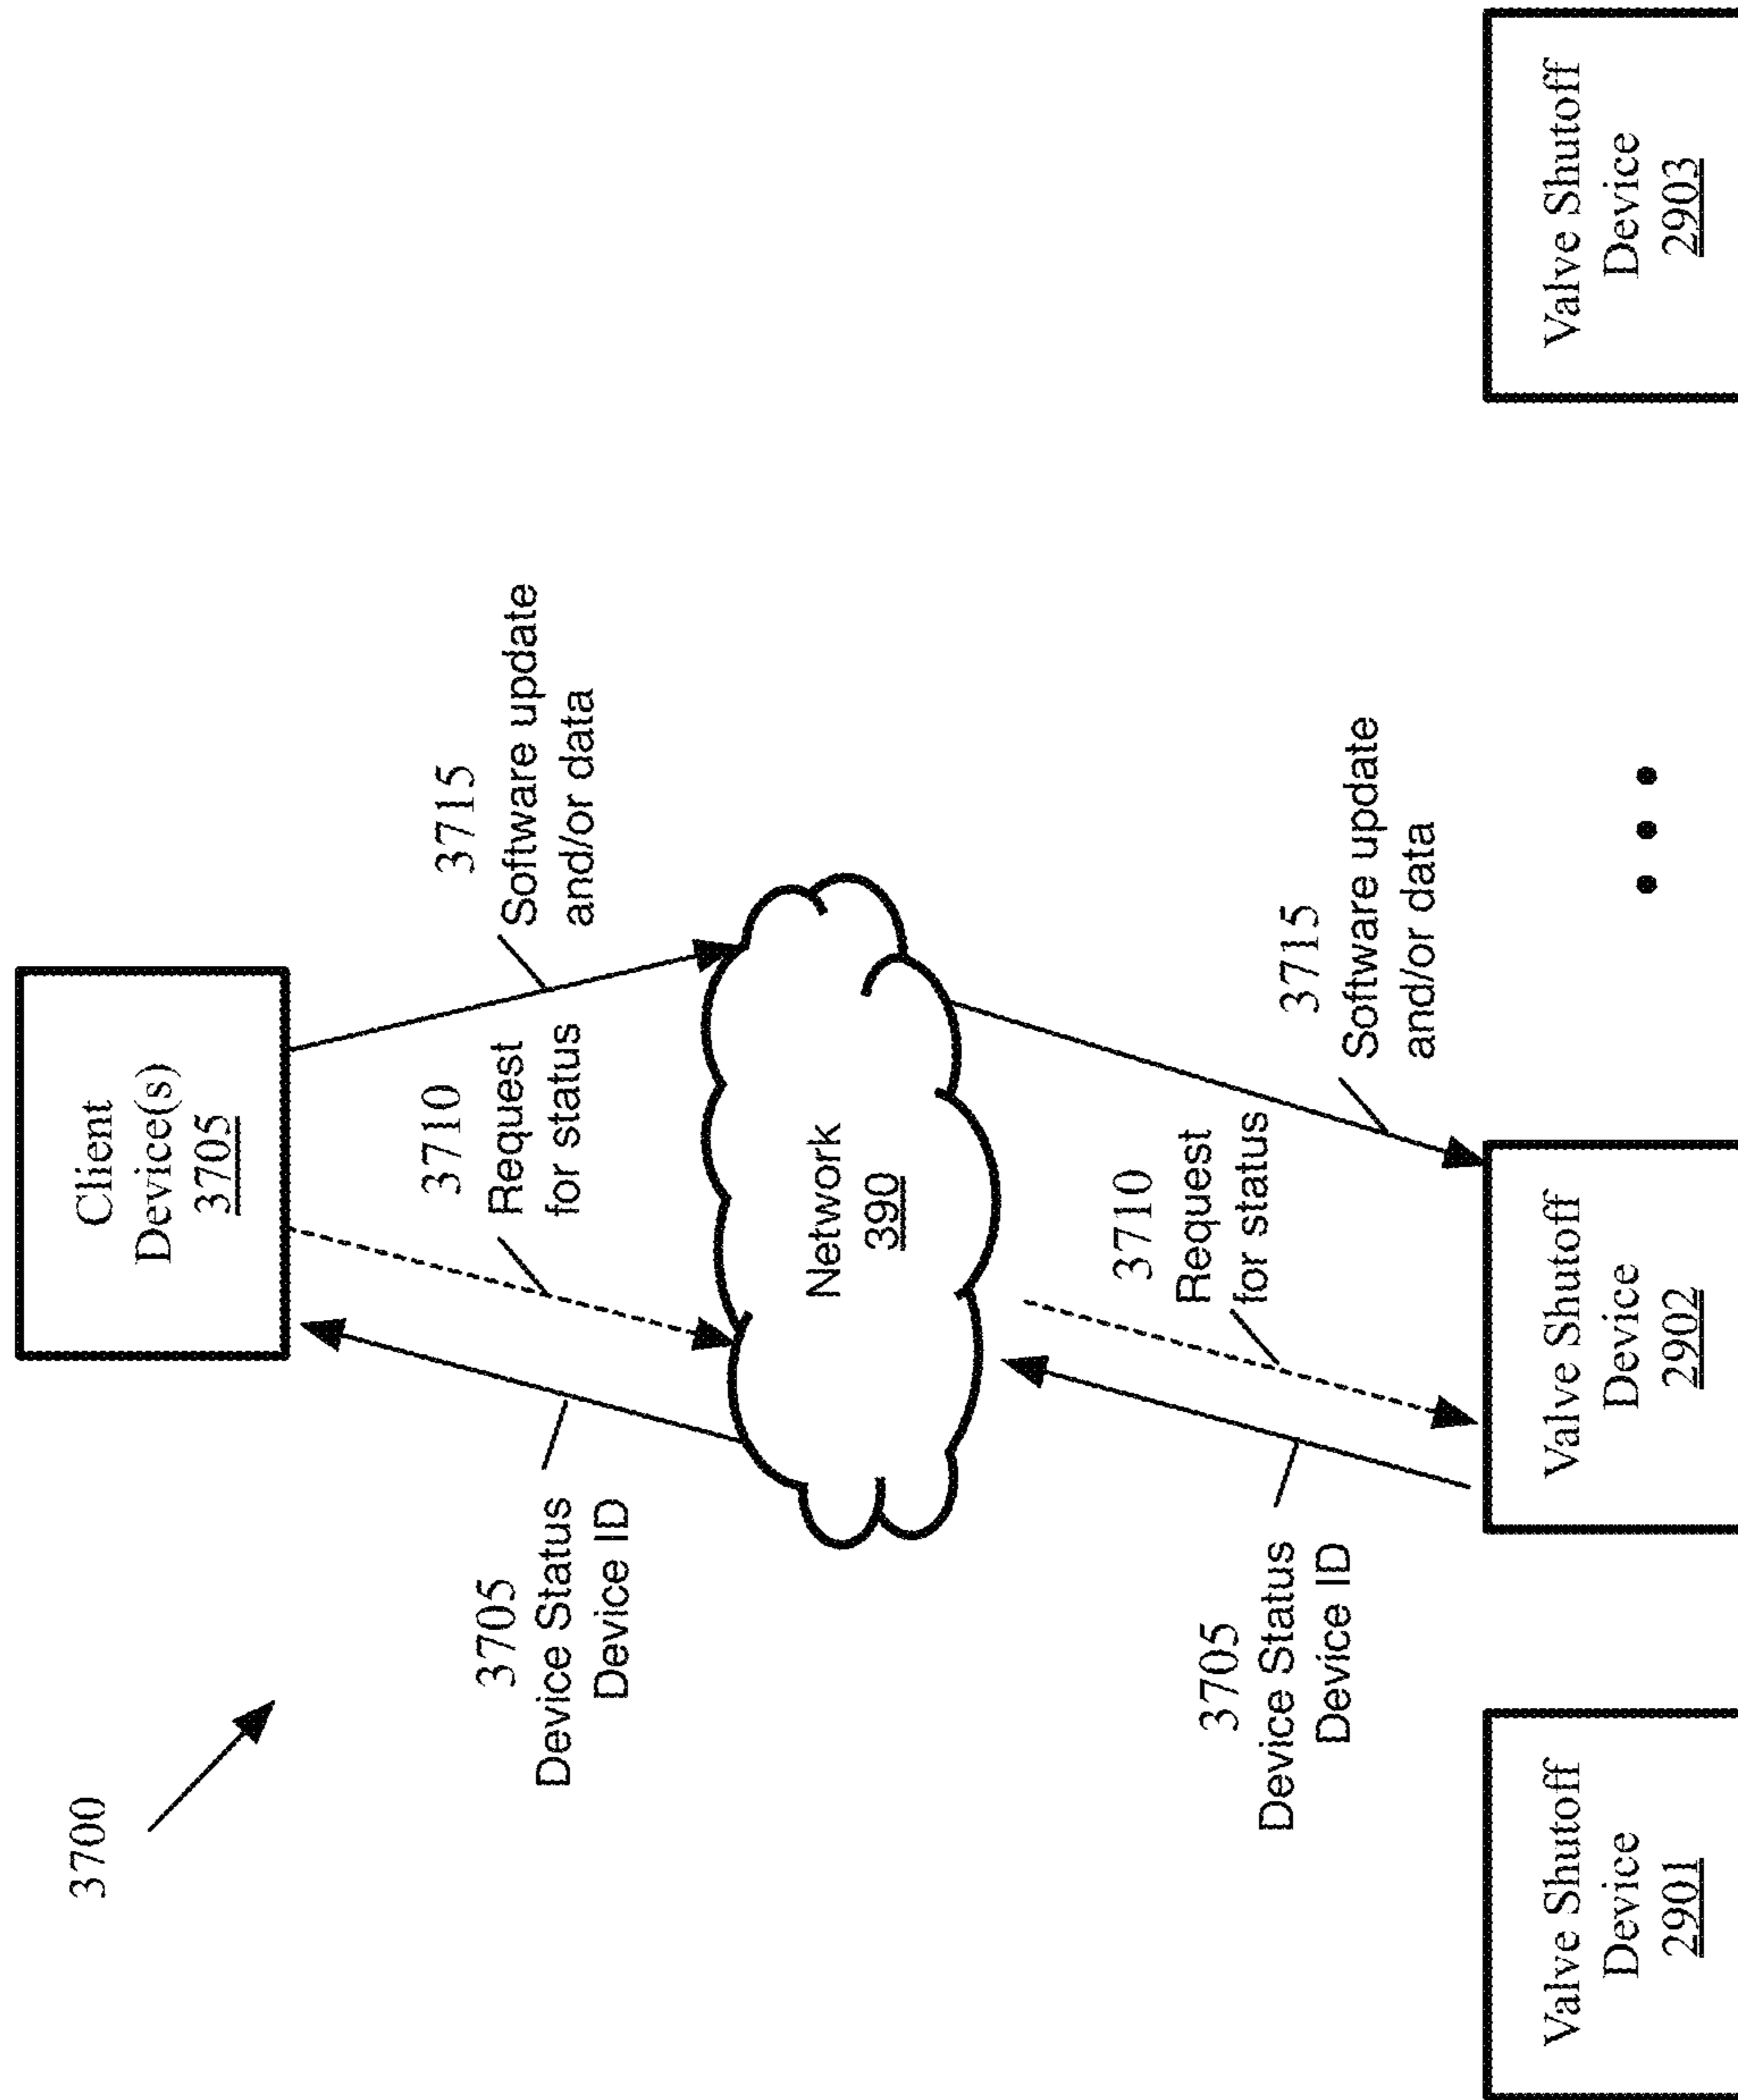 3700
Client
Device(s)
3705
3705
Device Status
Device ID
3710
Request
for status
3715
Software update
and/or data
Network
390
3705
Device Status
Device ID
3710
Request
for status
3715
Software update
and/or data
Valve Shutoff
Device
2901
Valve Shutoff
Device
2902
Valve Shutoff
Device
2903